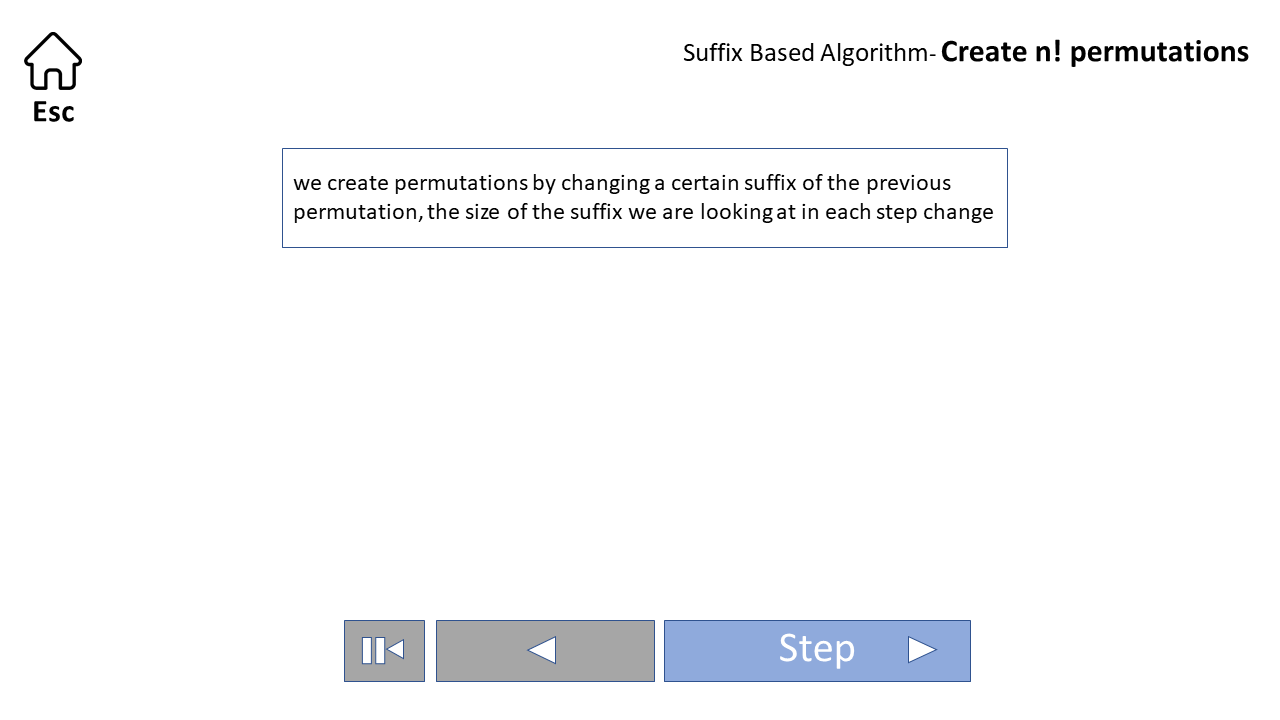 Suffix Based Algorithm- Create n! permutations
Esc
we create permutations by changing a certain suffix of the previous
permutation, the size of the suffix we are looking at in each step change
Step